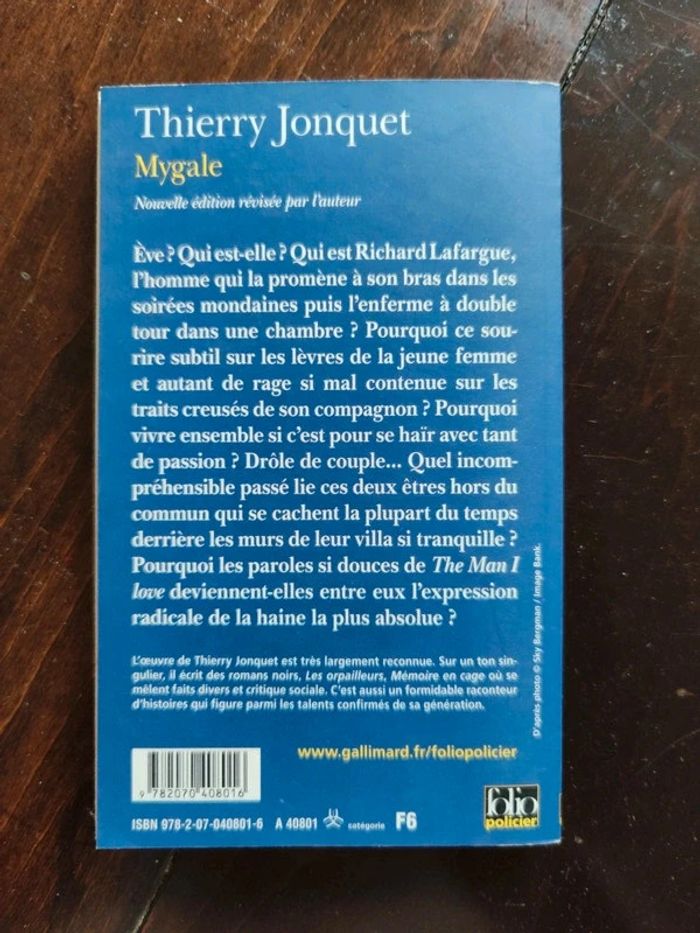 Thierry Jonquet
Mygale
Nouvelle édition révisée par l'auteur
Ève ? Qui est-elle ? Qui est Richard Lafargue,
l'homme qui la promène à son bras dans les
soirées mondaines puis l'enferme à double
tour dans une chambre ? Pourquoi ce sou-
rire subtil sur les lèvres de la jeune femme
et autant de rage si mal contenue sur les
traits creusés de son compagnon ? Pourquoi
vivre ensemble si c'est pour se haïr avec tant
de passion ? Drôle de couple... Quel incom-
préhensible passé lie ces deux êtres hors du
commun qui se cachent la plupart du temps
derrière les murs de leur villa si tranquille ?
Pourquoi les paroles si douces de The Man I
love deviennent-elles entre eux l'expression
radicale de la haine la plus absolue ?
L'œuvre de Thierry Jonquet est très largement reconnue. Sur un ton sin-
gulier, il écrit des romans noirs, Les orpailleurs, Mémoire en cage où se
mêlent faits divers et critique sociale. C'est aussi un formidable raconteur
d'histoires qui figure parmi les talents confirmés de sa génération.
D'après photo © Sky Bergman / Image Bank.
www.gallimard.fr/foliopolicier
9 782070 408016
ISBN 978-2-07-040801-6 A 40801 catégorie F6
folio
policier